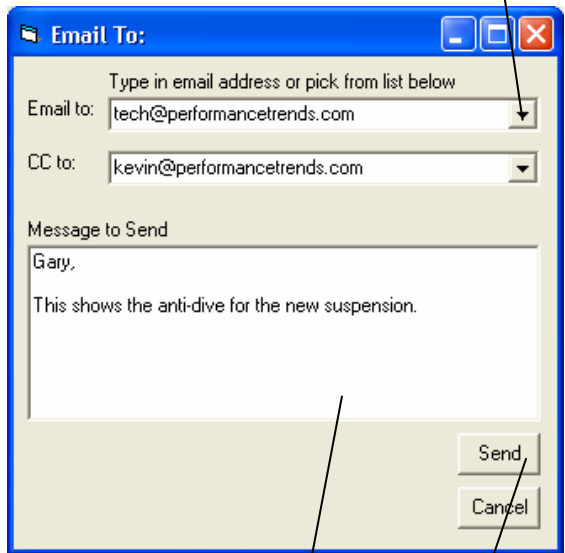 Email To:
Type in email address or pick from list below
Email to: tech@performancetrends.com
CC to: kevin@performancetrends.com
Message to Send
Gary,
This shows the anti-dive for the new suspension.
Send
Cancel